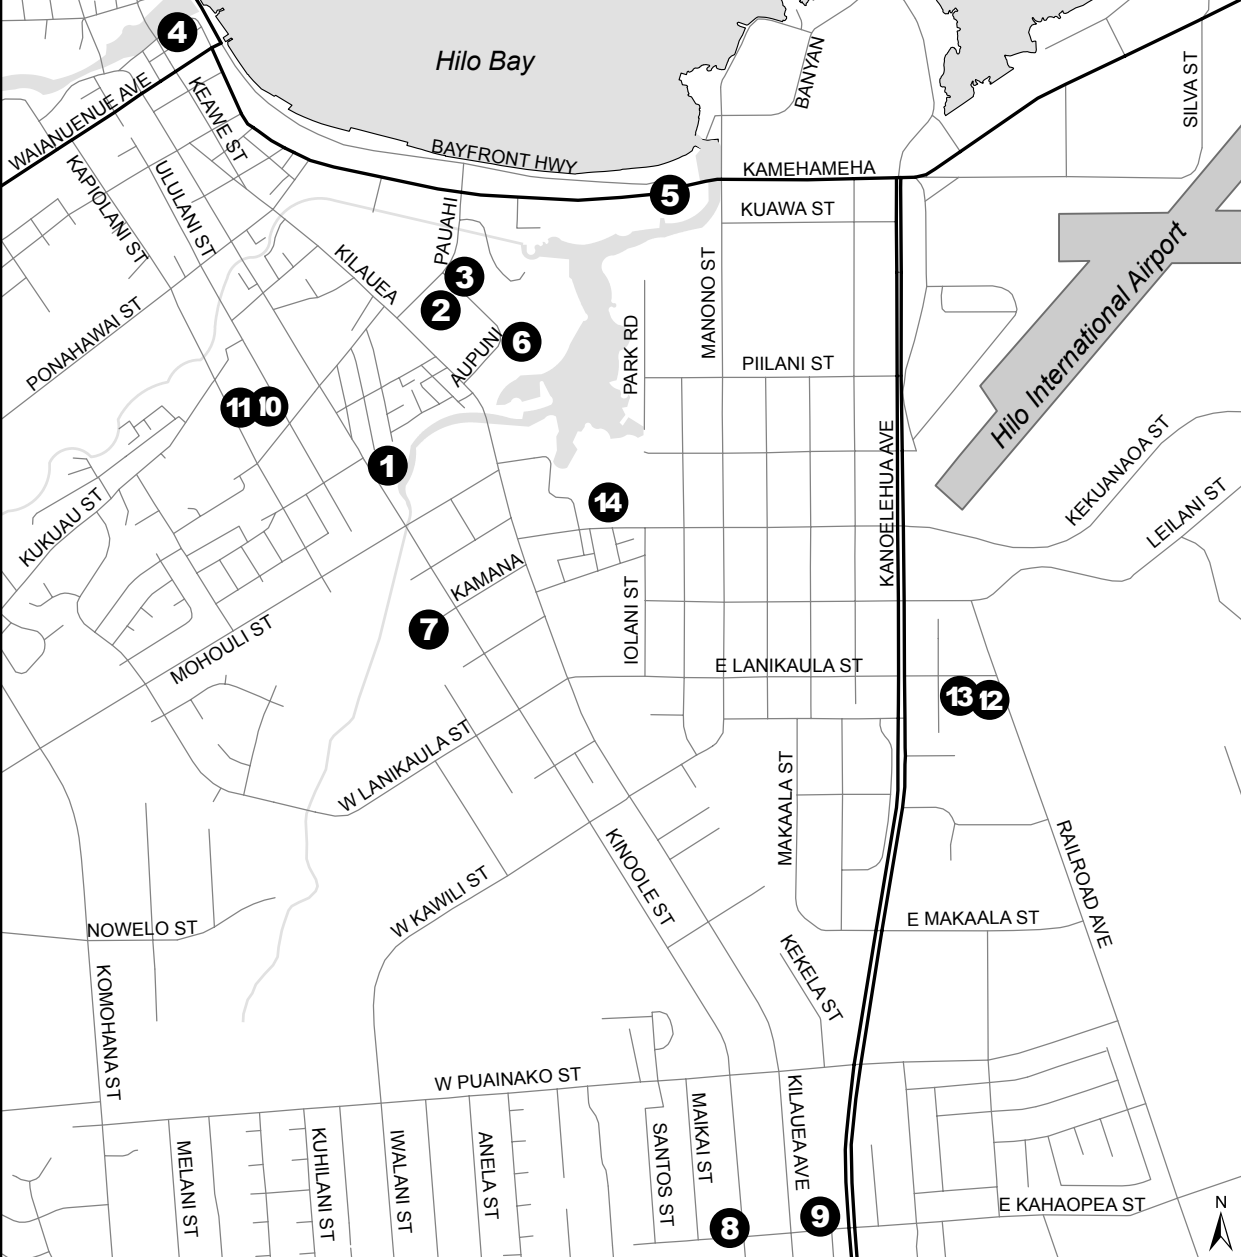 4
Hilo Bay
BANYAN
SILVA ST
WAIANUENUE AVE
KEAWE ST
BAYFRONT HWY
KAMEHAMEHA
KAPIOLANI ST
ULULANI ST
5
KUAWA ST
PAUAHI
KILAUEA
3
2
MANONO ST
Hilo International Airport
PONAHAWAI ST
AUPUNI
6
PARK RD
PIILANI ST
11
10
1
KANOELEHUA AVE
KEKUANAOA ST
KUKUAU ST
14
LEILANI ST
KAMANA
7
IOLANI ST
MOHOULI ST
E LANIKAULA ST
13
12
W LANIKAULA ST
MAKAALA ST
KINOOLE ST
RAILROAD AVE
W KAWILI ST
NOWELO ST
E MAKAALA ST
KEKELA ST
KOMOHANA ST
W PUAINAKO ST
MELANI ST
KUHILANI ST
IWALANI ST
ANELA ST
SANTOS ST
MAIKAI ST
KILAUEA AVE
8
9
E KAHAOPEA ST
N